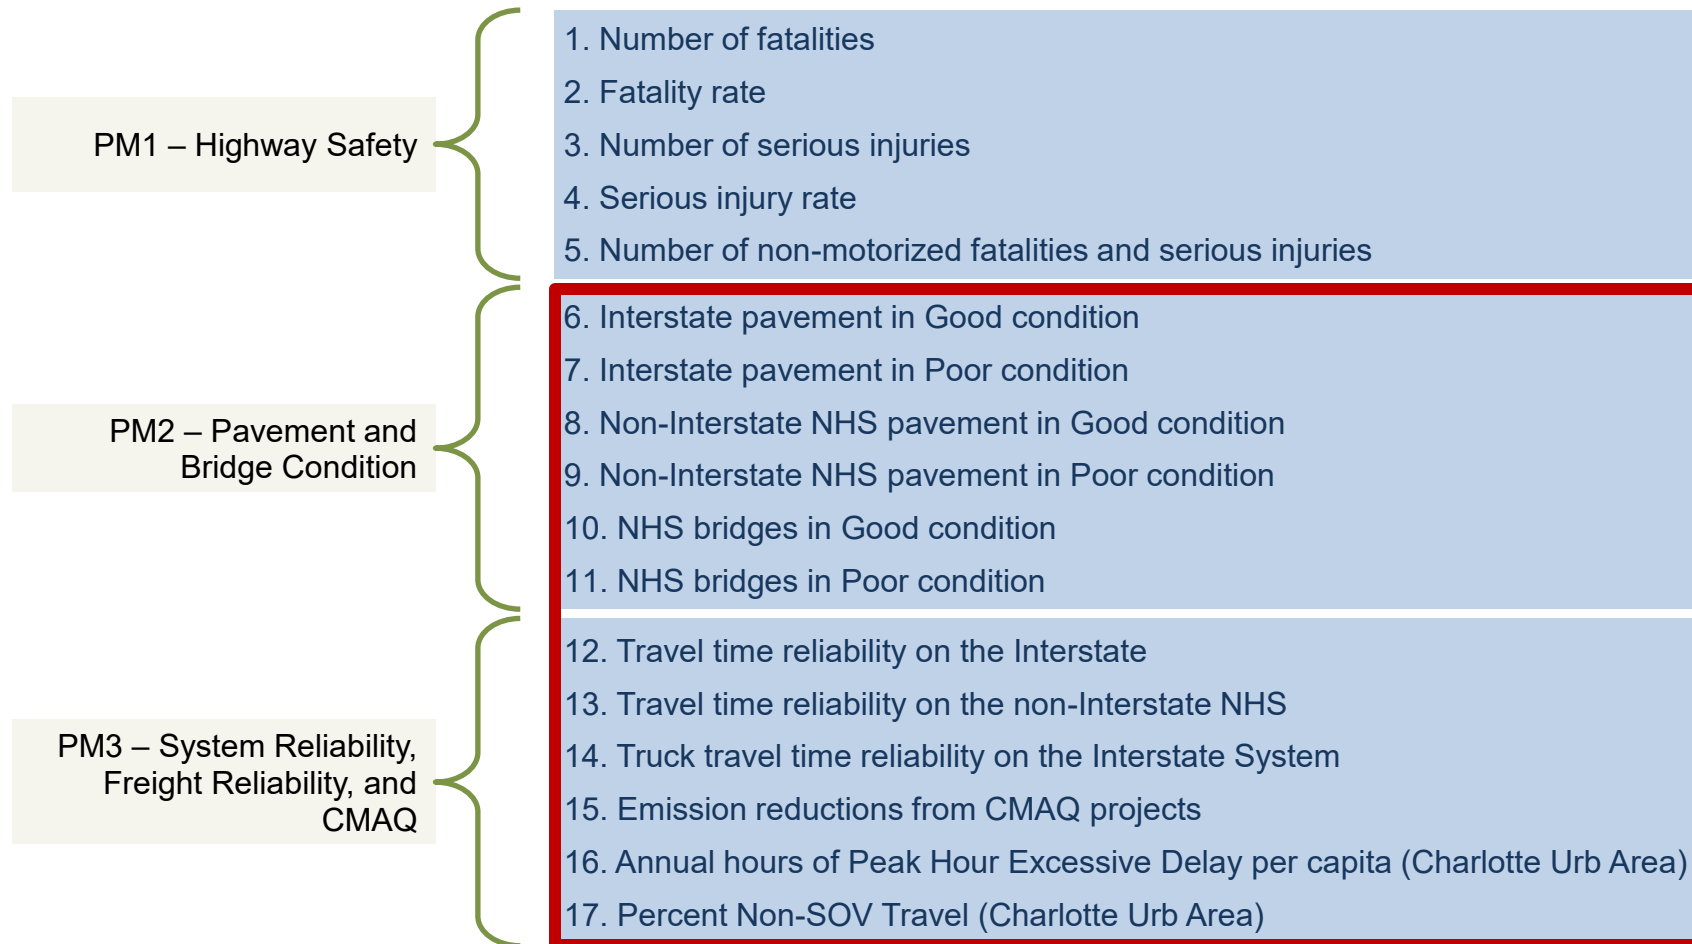 PM1 – Highway Safety
1. Number of fatalities
2. Fatality rate
3. Number of serious injuries
4. Serious injury rate
5. Number of non-motorized fatalities and serious injuries
PM2 – Pavement and
Bridge Condition
6. Interstate pavement in Good condition
7. Interstate pavement in Poor condition
8. Non-Interstate NHS pavement in Good condition
9. Non-Interstate NHS pavement in Poor condition
10. NHS bridges in Good condition
11. NHS bridges in Poor condition
PM3 – System Reliability,
Freight Reliability, and
CMAQ
12. Travel time reliability on the Interstate
13. Travel time reliability on the non-Interstate NHS
14. Truck travel time reliability on the Interstate System
15. Emission reductions from CMAQ projects
16. Annual hours of Peak Hour Excessive Delay per capita (Charlotte Urb Area)
17. Percent Non-SOV Travel (Charlotte Urb Area)